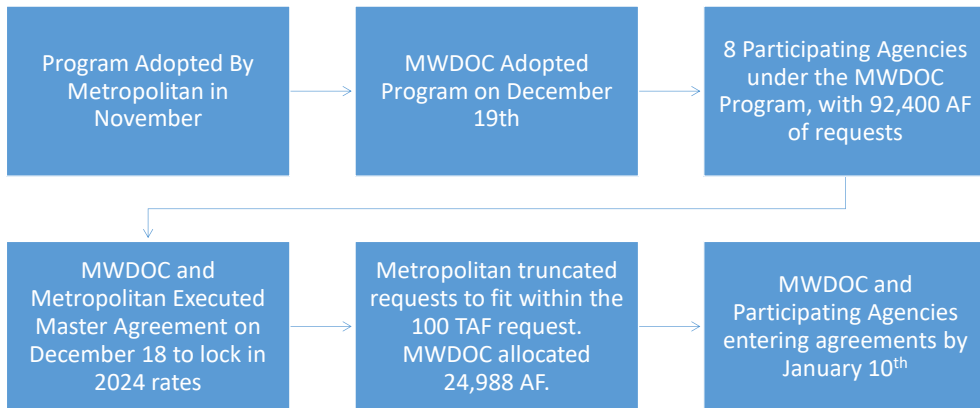 Program Adopted By
Metropolitan in
November
MWDOC Adopted
Program on December
19th
8 Participating Agencies
under the MWDOC
Program, with 92,400 AF
of requests
MWDOC and
Metropolitan Executed
Master Agreement on
December 18 to lock in
2024 rates
Metropolitan truncated
requests to fit within the
100 TAF request.
MWDOC allocated
24,988 AF.
MWDOC and
Participating Agencies
entering agreements by
January 10th